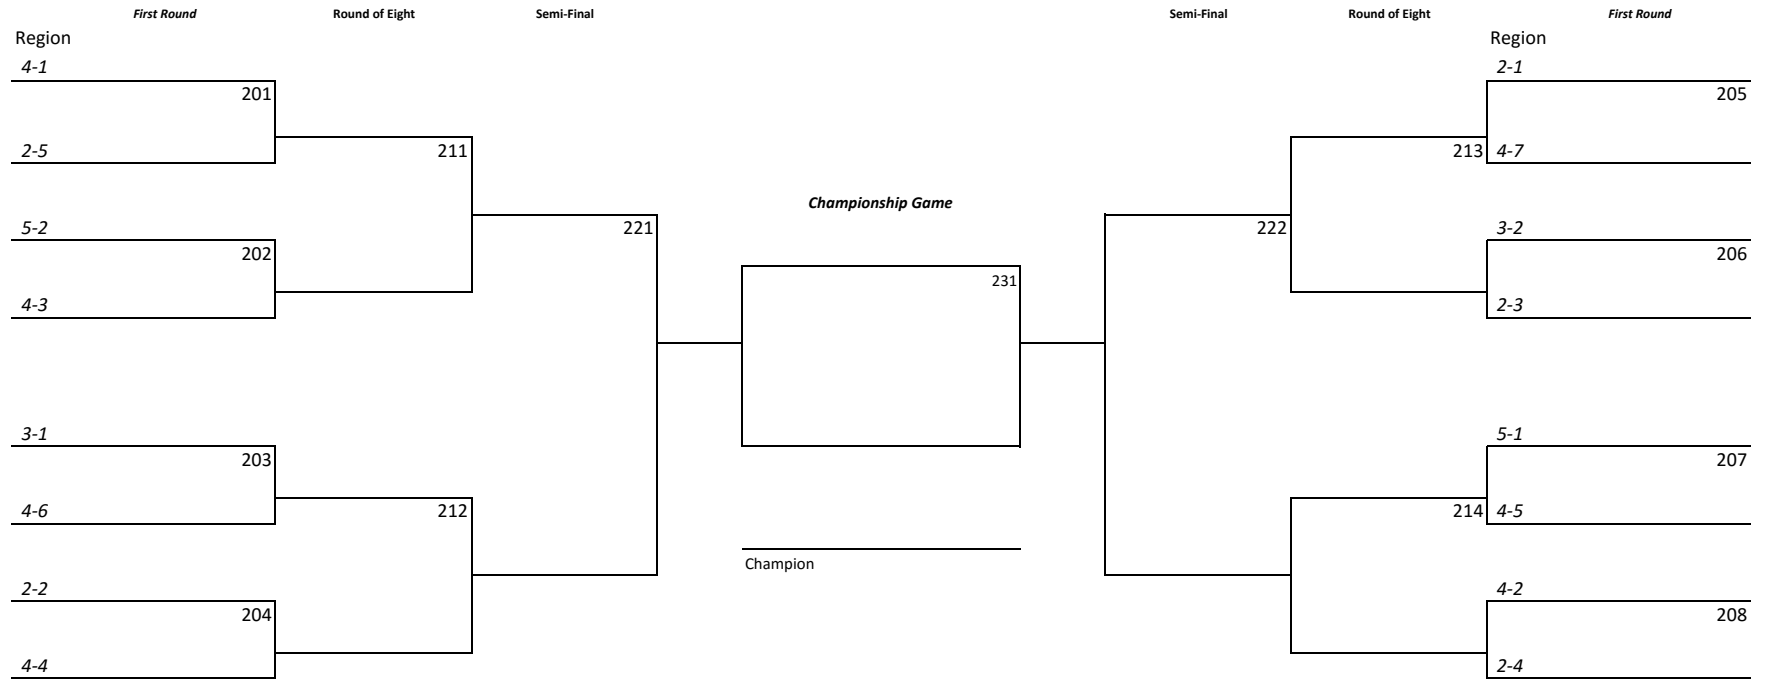 First Round Round of Eight Semi-Final Semi-Final Round of Eight First Round
Region Region
4-1 2-1
201 205
2-5 211 213 4-7
Championship Game
5-2 221 222 3-2
202 206
231
4-3 2-3
3-1 5-1
203 207
4-6 212 214 4-5
Champion
2-2 4-2
204 208
4-4 2-4